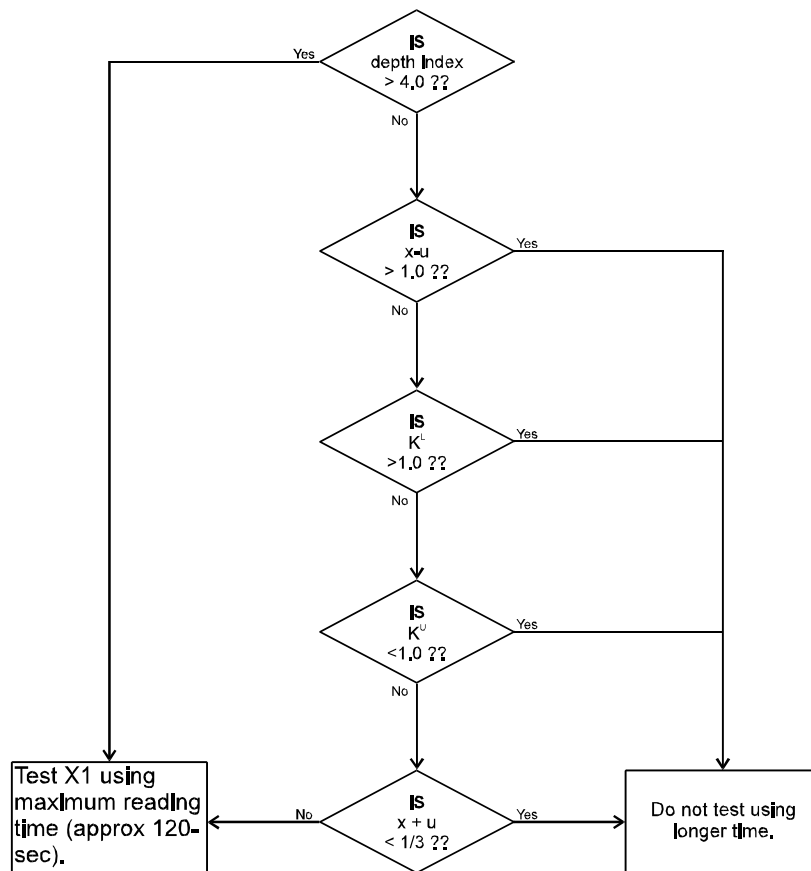 IS
depth Index
> 4.0 ??
Yes
No
IS
x-u
> 1.0 ??
Yes
No
IS
K^L
>1.0 ??
Yes
No
IS
K^U
<1.0 ??
Yes
No
Test X1 using
maximum reading
time (approx 120-
sec).
No
IS
x + u
< 1/3 ??
Yes
Do not test using
longer time.